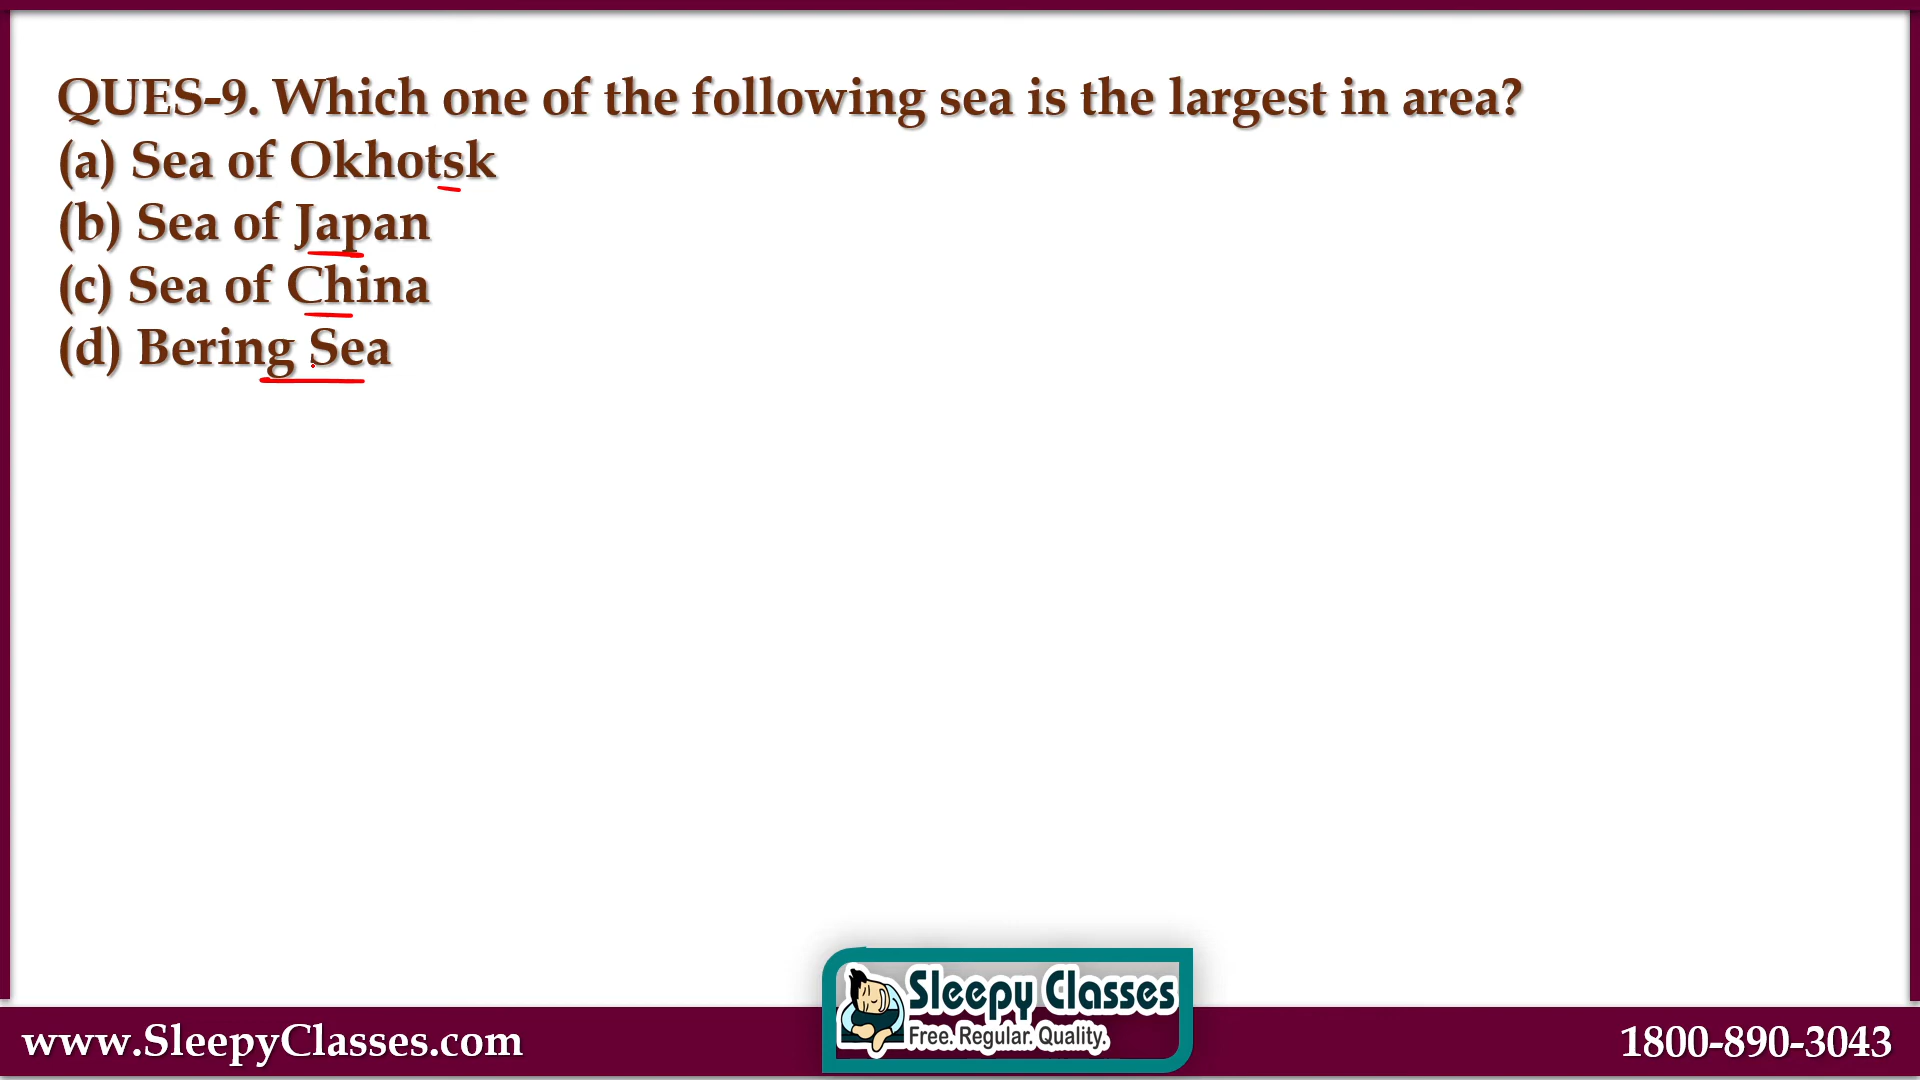 QUES-9. Which one of the following sea is the largest in area?
(a) Sea of Okhotsk
(b) Sea of Japan
(c) Sea of China
(d) Bering Sea
Sleepy Classes
Free. Regular. Quality.
www.SleepyClasses.com
1800-890-3043